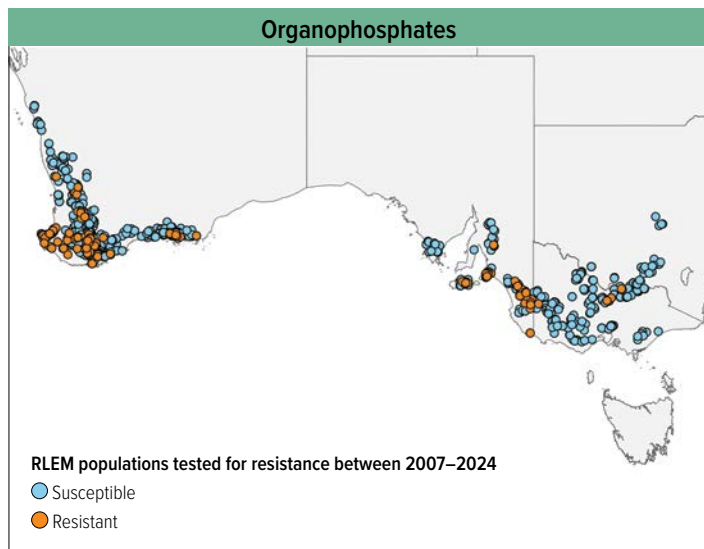 Organophosphates
RLEM populations tested for resistance between 2007–2024
Susceptible
Resistant